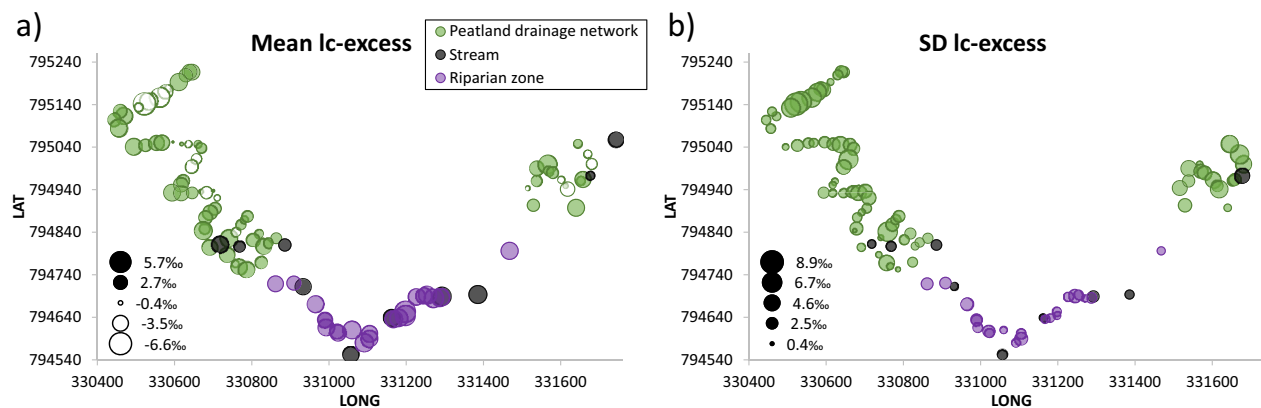 a)
Mean lc-excess
Peatland drainage network
Stream
Riparian zone
LAT
795240
795140
795040
794940
794840
794740
794640
794540
5.7‰
2.7‰
-0.4‰
-3.5‰
-6.6‰
330400 330600 330800 331000 331200 331400 331600
LONG
b)
SD lc-excess
LAT
795240
795140
795040
794940
794840
794740
794640
794540
8.9‰
6.7‰
4.6‰
2.5‰
0.4‰
330400 330600 330800 331000 331200 331400 331600
LONG